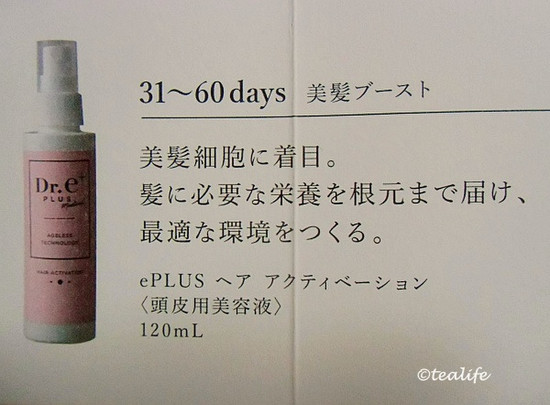 31～60 days 美髪ブースト
美髪細胞に着目。
髪に必要な栄養を根元まで届け、
最適な環境をつくる。
ePLUS ヘア アクティベーション
〈頭皮用美容液〉
120mL
Dr.e+
PLUS
AGELESS
TECHNOLOGY
HAIR ACTIVATION
©tealife